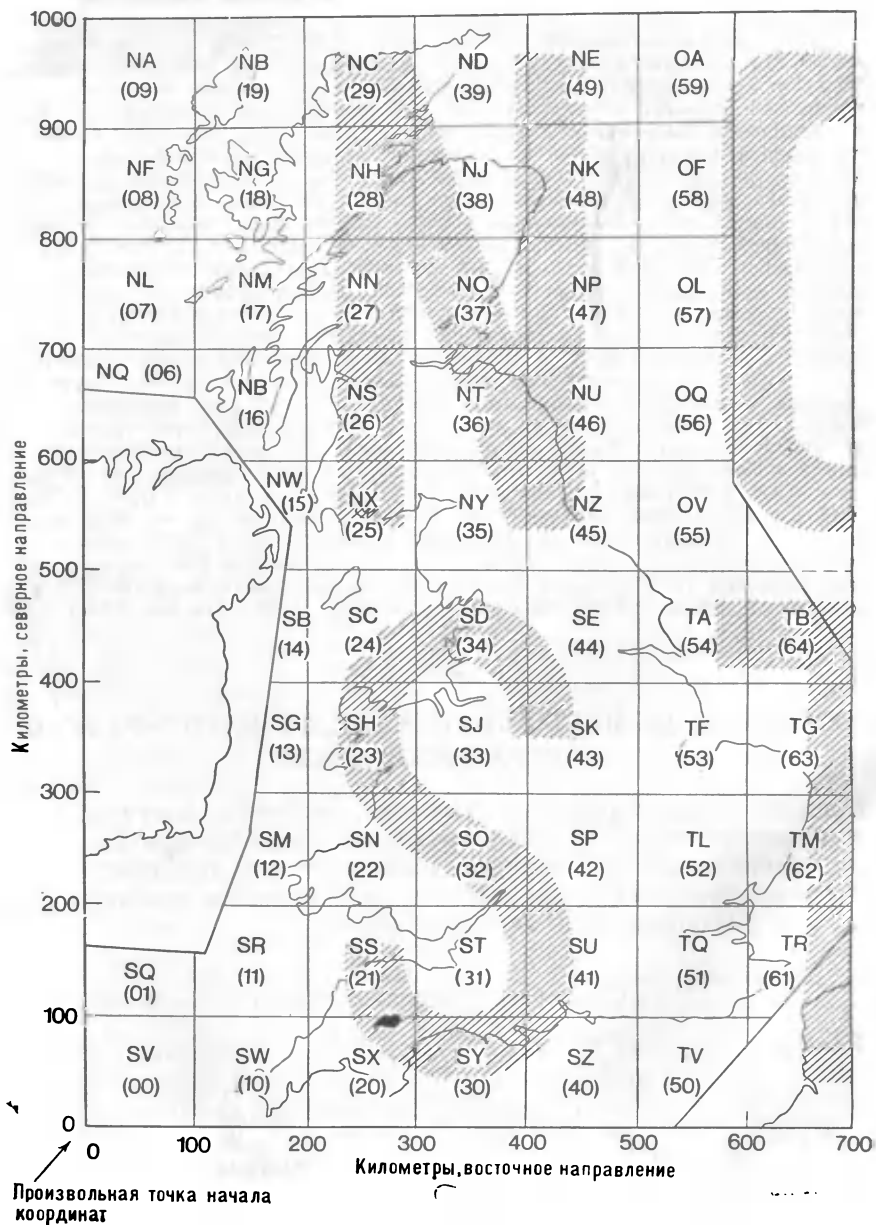 1000
NA NB NC ND NE OA
(09) (19) (29) (39) (49) (59)
900
NF NG NH NJ NK OF
(08) (18) (28) (38) (48) (58)
800
NL NM NN NO NP OL
(07) (17) (27) (37) (47) (57)
700
NQ (06)
NB NS NT NU OQ
(16) (26) (36) (46) (56)
600
NW NX NY NZ OV
(15) (25) (35) (45) (55)
500
SB SC SD SE TA TB
(14) (24) (34) (44) (54) (64)
400
SG SH SJ SK TF TG
(13) (23) (33) (43) (53) (63)
300
SM SN SO SP TL TM
(12) (22) (32) (42) (52) (62)
200
SQ SR SS ST SU TQ TR
(01) (11) (21) (31) (41) (51) (61)
100
SV SW SX SY SZ TV
(00) (10) (20) (30) (40) (50)
0
0 100 200 300 400 500 600 700
Километры, северное направление
Километры, восточное направление
Произвольная точка начала
координат
N
O
S
T